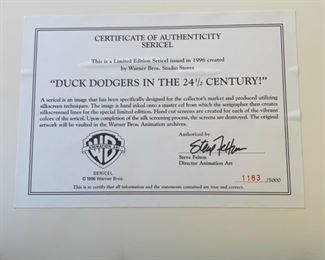 CERTIFICATE OF AUTHENTICITY
SERICEL
This is a Limited Edition Sericel issued in 1996 created
by Warner Bros. Studio Stores
"DUCK DODGERS IN THE 24½ CENTURY!"
A sericel is an image that has been specifically designed for the collector's market and produced utilizing
silkscreen techniques. The image is hand inked onto a master cel from which the serigrapher than creates
silkscreened lines for the special limited edition. Hand cut screens are created for each of the vibrant
colors of the sericel. Upon completion of the silk screening process, the screens are destroyed. The original
artwork will be vaulted in the Warner Bros. Animation archives.
Authorized by
Steve Felton
Steve Felton
Director Animation Art
WB
SERICEL
© 1996 Warner Bros.
1183 /5000
This is to certify that all information and the statements contained are true and correct.